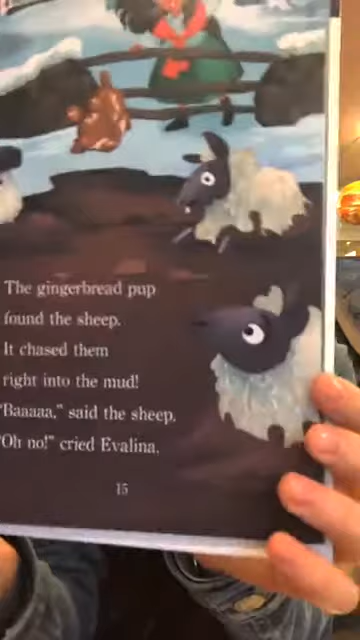 The gingerbread pup
found the sheep.
It chased them
right into the mud!
"Baaaaa," said the sheep.
"Oh no!" cried Evalina.
15